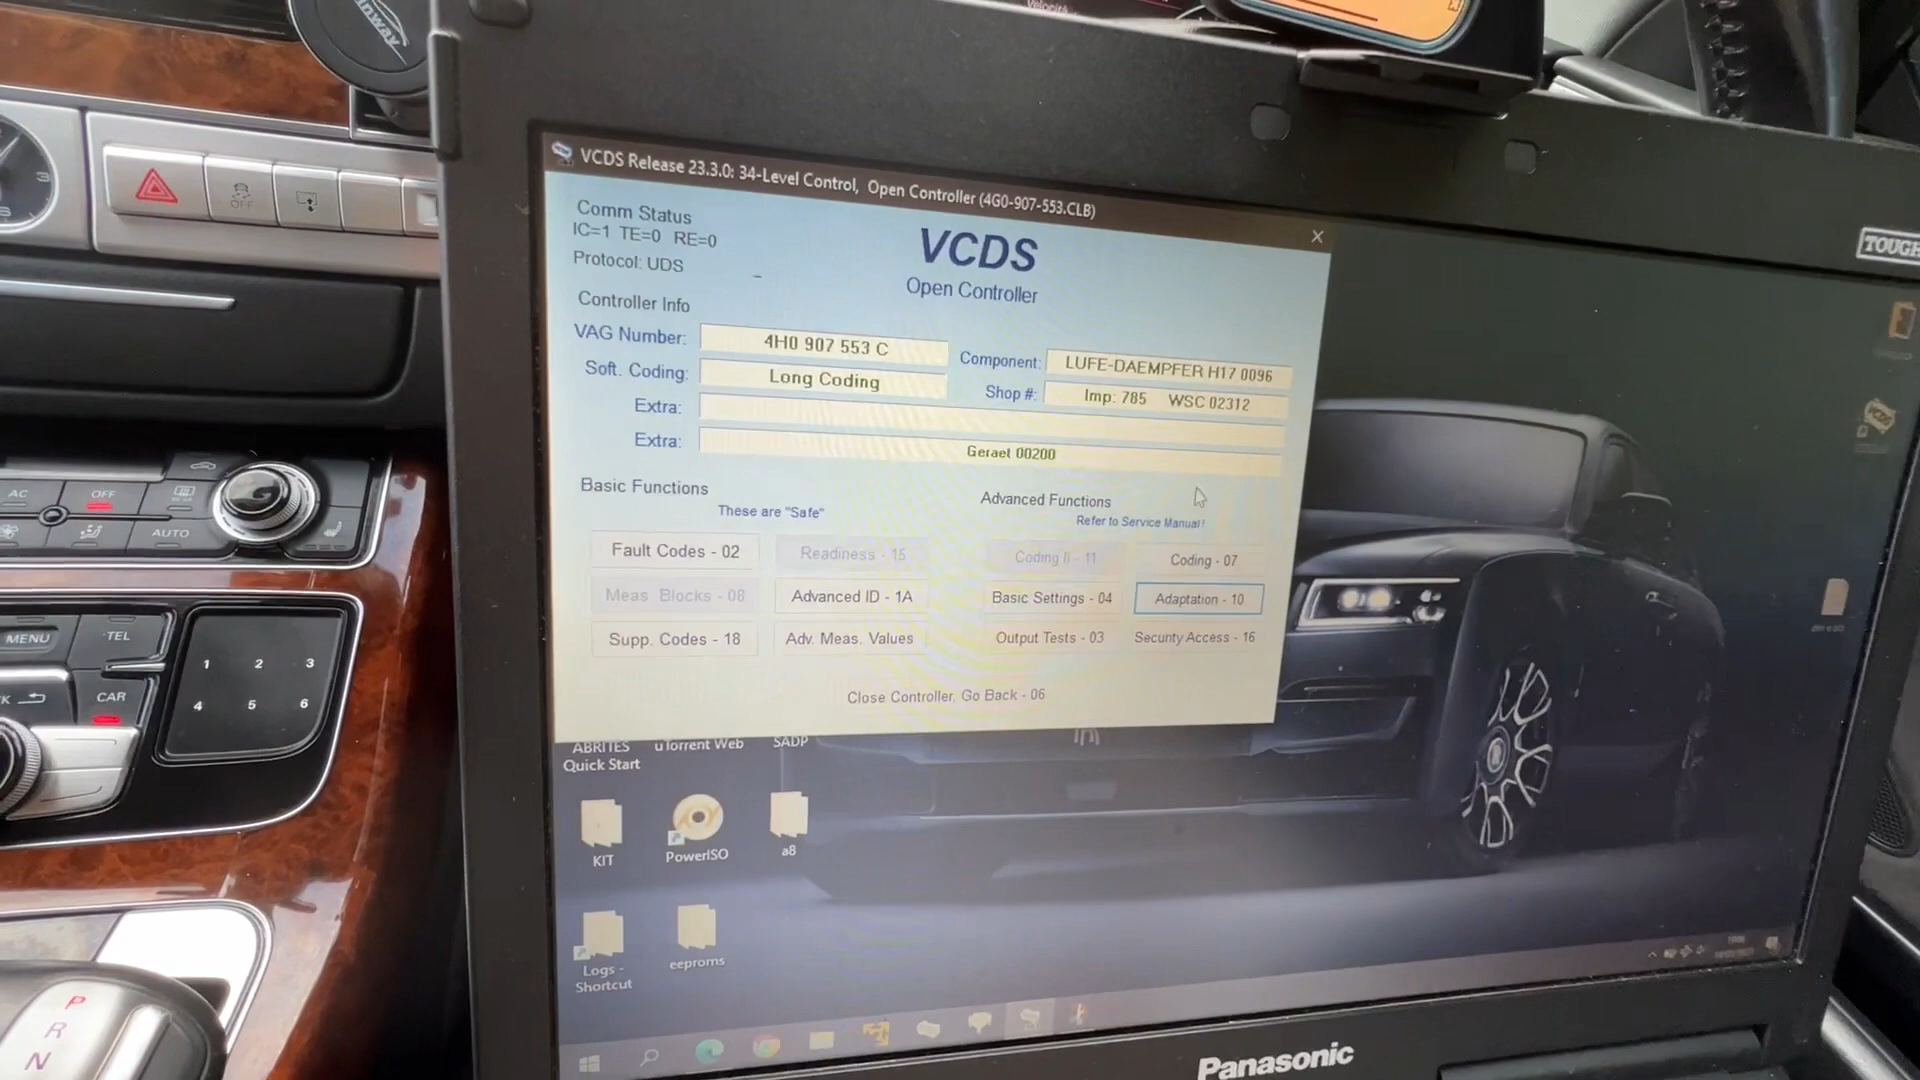 VCDS Release 23.3.0: 34-Level Control, Open Controller (4G0-907-553.CLB)
Comm Status
IC=1 TE=0 RE=0
Protocol: UDS
VCDS
Open Controller
Controller Info
VAG Number: 4H0 907 553 C
Component: LUFE-DAEMPFER H17 0096
Soft. Coding: Long Coding
Shop #: Imp: 785 WSC 02312
Extra:
Extra: Geraet 00200
Basic Functions
These are "Safe"
Advanced Functions
Refer to Service Manual!
Fault Codes - 02
Readiness - 15
Coding II - 11
Coding - 07
Meas Blocks - 08
Advanced ID - 1A
Basic Settings - 04
Adaptation - 10
Supp. Codes - 18
Adv. Meas. Values
Output Tests - 03
Security Access - 16
Close Controller, Go Back - 06
ABRITES
Quick Start
uTorrent Web
SADP
KIT
PowerISO
a8
Logs -
Shortcut
eeproms
VCDS
TOUGH
Panasonic
OFF
3
AC
OFF
AUTO
MENU
TEL
CAR
1 2 3
4 5 6
P
R
N